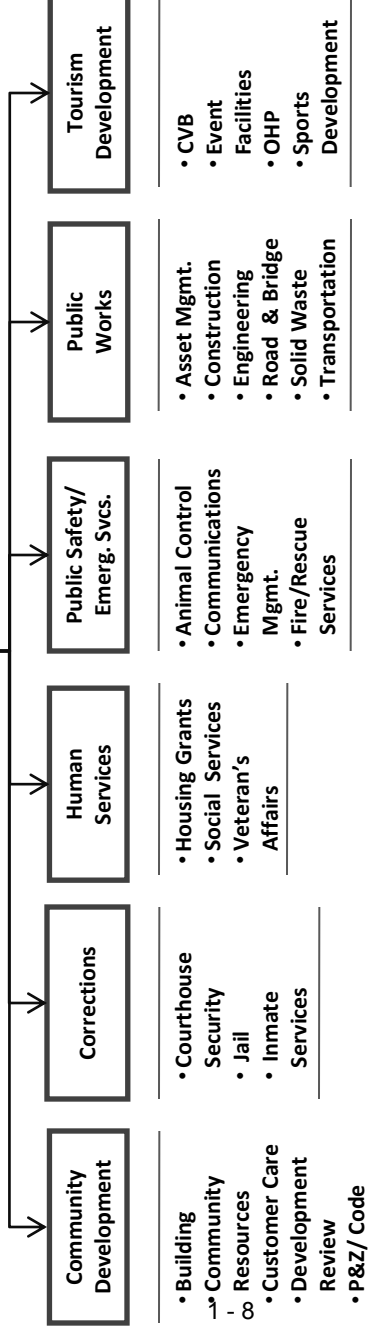 Community
Development
• Building
• Community
Resources
• Customer Care
• Development
Review
• P&Z/ Code
Corrections
• Courthouse
Security
• Jail
• Inmate
Services
Human
Services
• Housing Grants
• Social Services
• Veteran's
Affairs
Public Safety/
Emerg. Svcs.
• Animal Control
• Communications
• Emergency
Mgmt.
• Fire/Rescue
Services
Public
Works
• Asset Mgmt.
• Construction
• Engineering
• Road & Bridge
• Solid Waste
• Transportation
Tourism
Development
• CVB
• Event
Facilities
• OHP
• Sports
Development
1 - 8